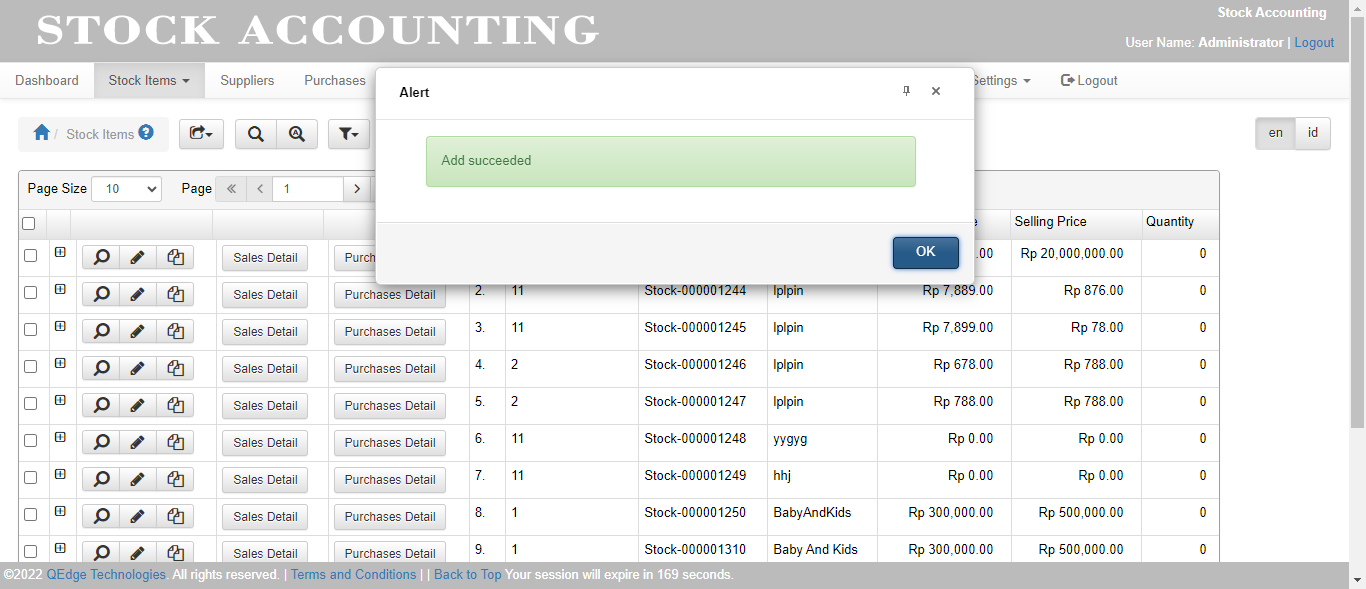 STOCK ACCOUNTING
Stock Accounting
User Name: Administrator | Logout
Dashboard Stock Items Suppliers Purchases Settings Logout
Alert
/ Stock Items
en id
Add succeeded
OK
Page Size 10 Page 1
Selling Price Quantity
Sales Detail .00 Rp 20,000,000.00 0
Sales Detail Purchases Detail 2. 11 Stock-000001244 lplpin Rp 7,889.00 Rp 876.00 0
Sales Detail Purchases Detail 3. 11 Stock-000001245 lplpin Rp 7,899.00 Rp 78.00 0
Sales Detail Purchases Detail 4. 2 Stock-000001246 lplpin Rp 678.00 Rp 788.00 0
Sales Detail Purchases Detail 5. 2 Stock-000001247 lplpin Rp 788.00 Rp 788.00 0
Sales Detail Purchases Detail 6. 11 Stock-000001248 yygyg Rp 0.00 Rp 0.00 0
Sales Detail Purchases Detail 7. 11 Stock-000001249 hhj Rp 0.00 Rp 0.00 0
Sales Detail Purchases Detail 8. 1 Stock-000001250 BabyAndKids Rp 300,000.00 Rp 500,000.00 0
Sales Detail Purchases Detail 9. 1 Stock-000001310 Baby And Kids Rp 300,000.00 Rp 500,000.00 0
©2022 QEdge Technologies. All rights reserved. | Terms and Conditions | | Back to Top Your session will expire in 169 seconds.